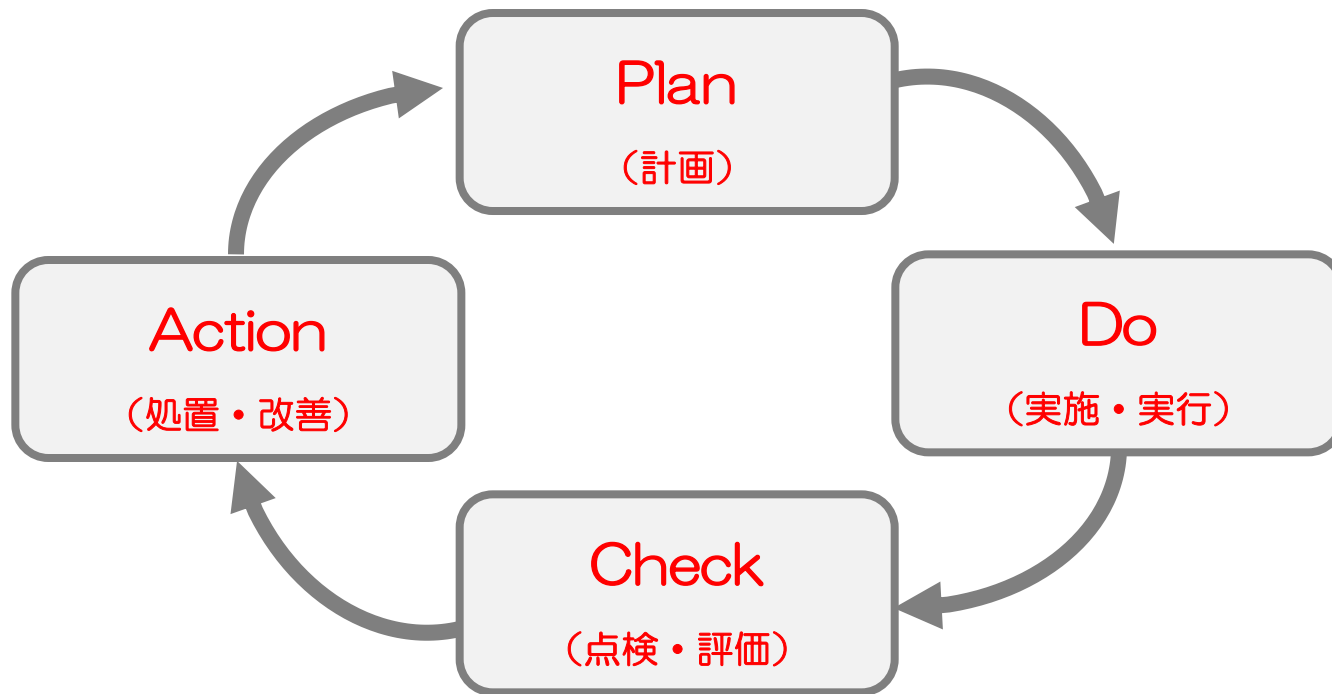 Plan
（計画）
Do
（実施・実行）
Check
（点検・評価）
Action
（処置・改善）